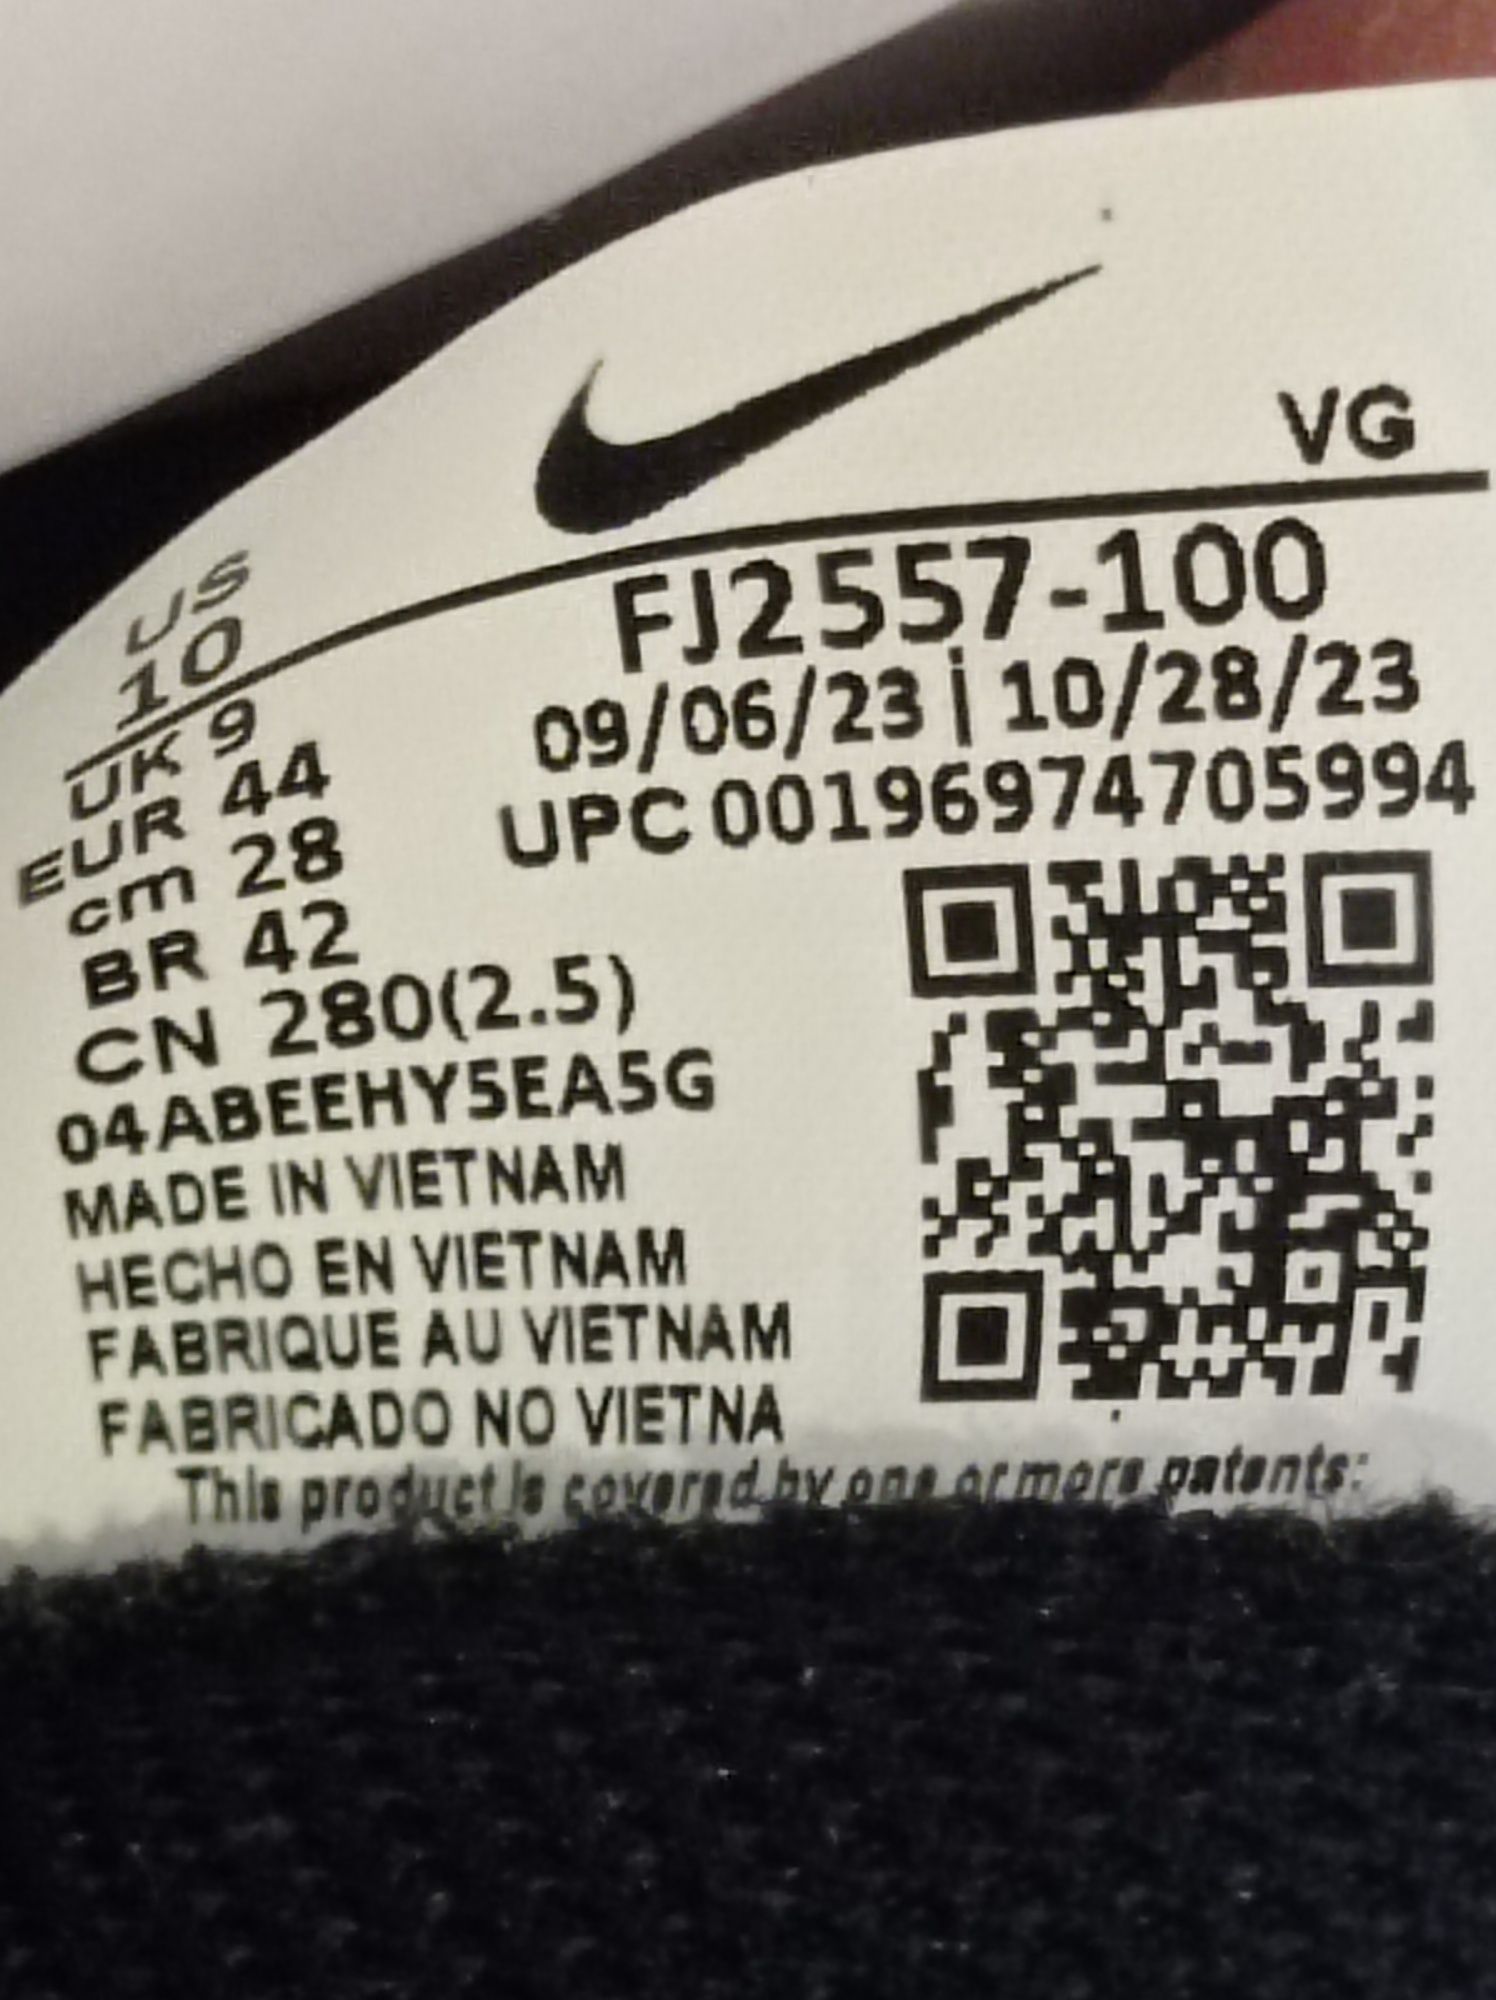 VG
US
10
UK 9
EUR 44
cm 28
BR 42
CN 280(2.5)
FJ2557-100
09/06/23 | 10/28/23
UPC 00196974705994
04ABEEHY5EA5G
MADE IN VIETNAM
HECHO EN VIETNAM
FABRIQUE AU VIETNAM
FABRICADO NO VIETNA
This product is covered by one or more patents: